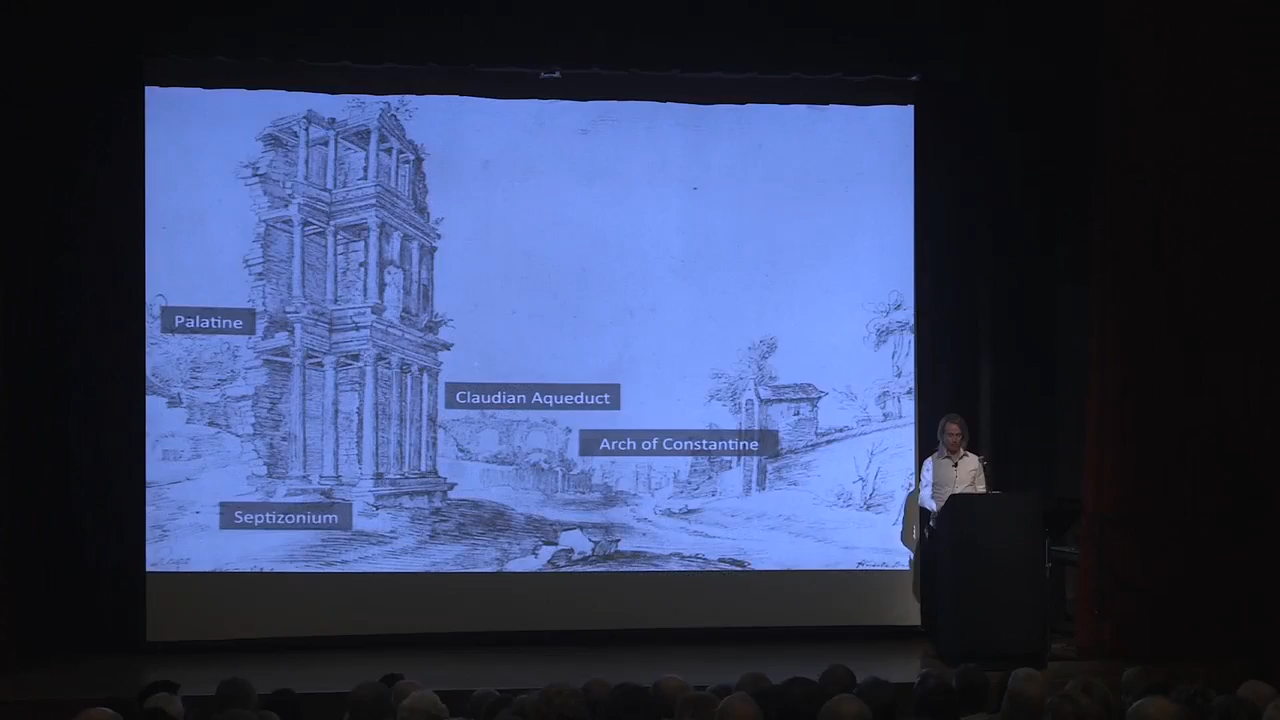 Palatine
Claudian Aqueduct
Arch of Constantine
Septizonium